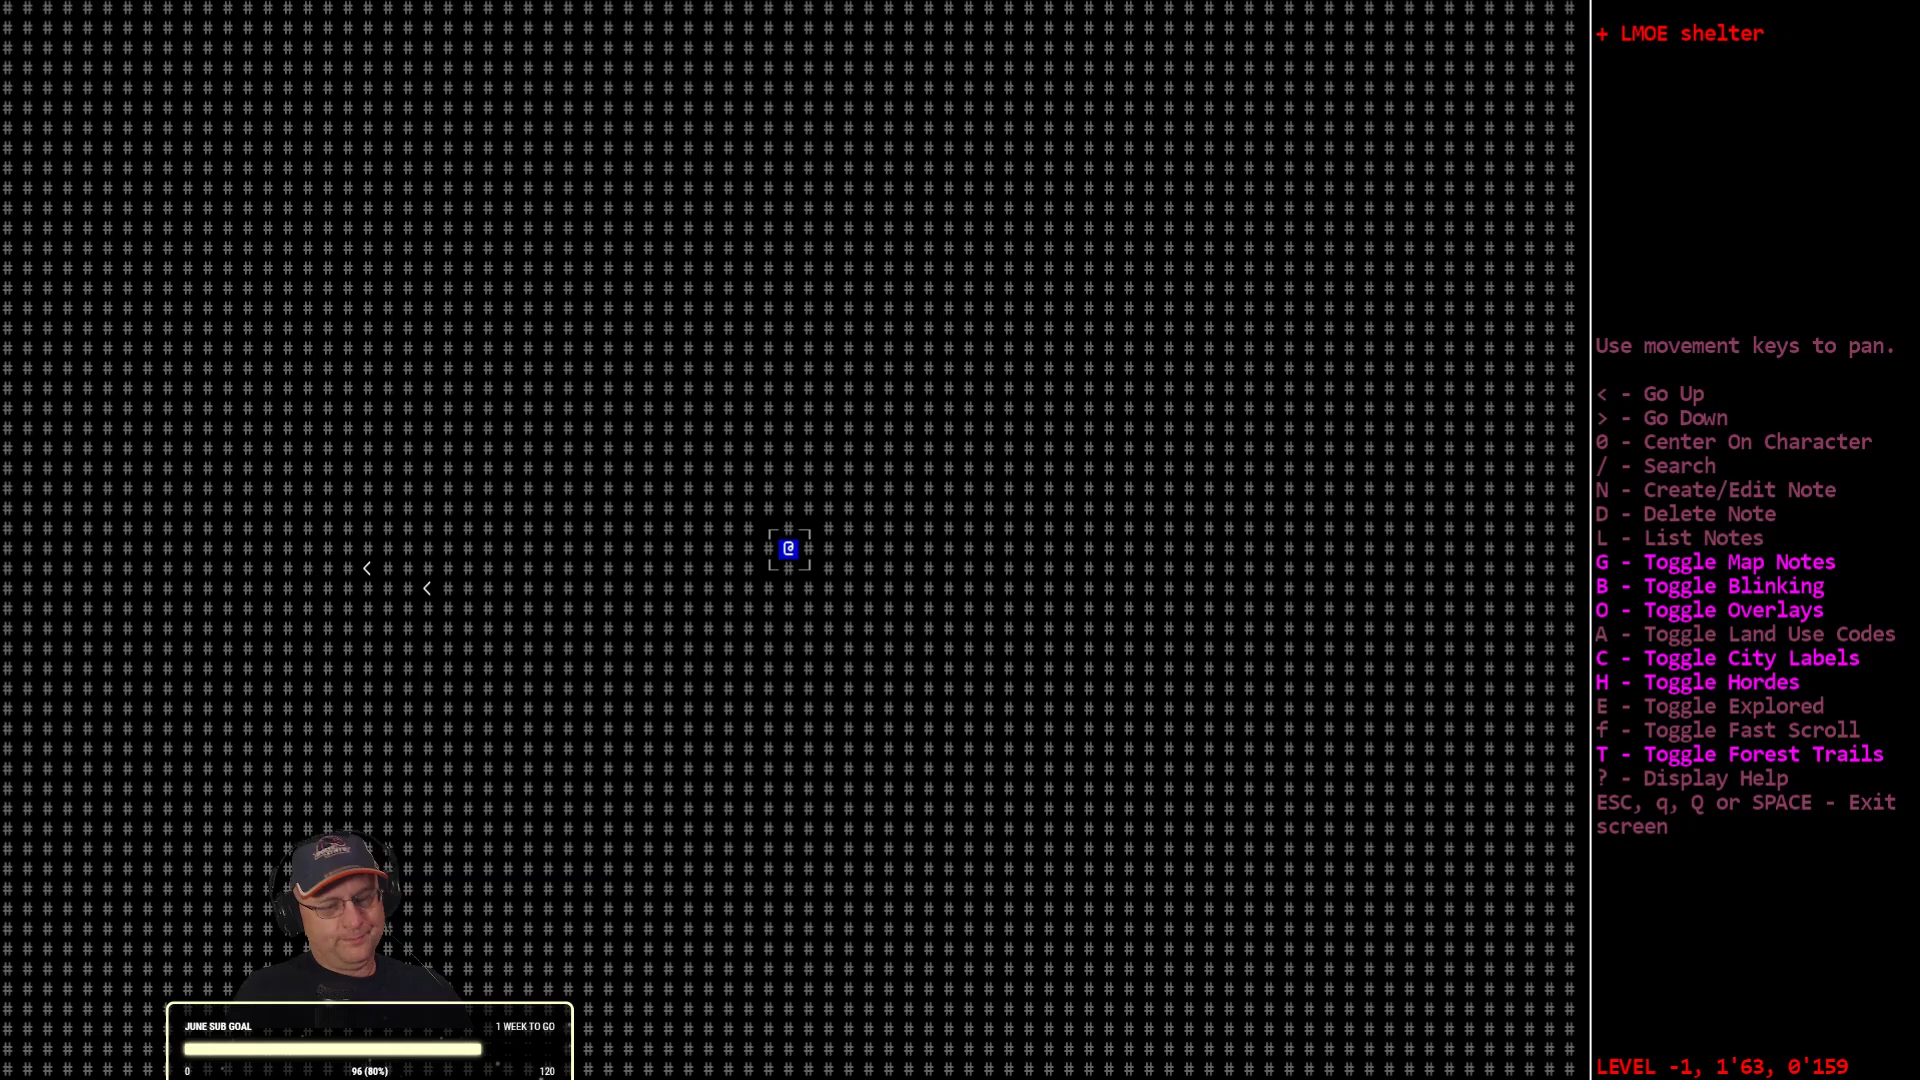 + LMOE shelter
Use movement keys to pan.
< - Go Up
> - Go Down
0 - Center On Character
/ - Search
N - Create/Edit Note
D - Delete Note
L - List Notes
G - Toggle Map Notes
B - Toggle Blinking
O - Toggle Overlays
A - Toggle Land Use Codes
C - Toggle City Labels
H - Toggle Hordes
E - Toggle Explored
f - Toggle Fast Scroll
T - Toggle Forest Trails
? - Display Help
ESC, q, Q or SPACE - Exit
screen
@
<
<
JUNE SUB GOAL 1 WEEK TO GO
0 96 (80%) 120
LEVEL -1, 1'63, 0'159